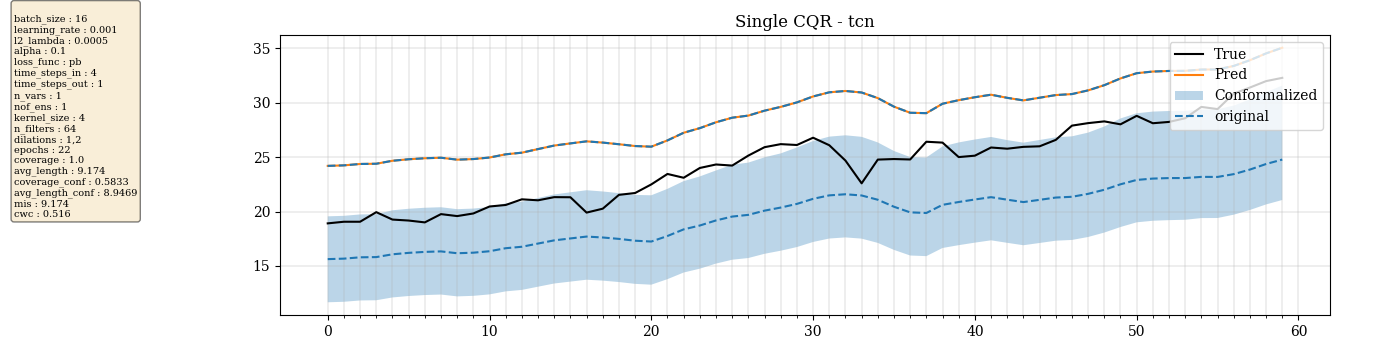 batch_size : 16
learning_rate : 0.001
l2_lambda : 0.0005
alpha : 0.1
loss_func : pb
time_steps_in : 4
time_steps_out : 1
n_vars : 1
nof_ens : 1
kernel_size : 4
n_filters : 64
dilations : 1,2
epochs : 22
coverage : 1.0
avg_length : 9.174
coverage_conf : 0.5833
avg_length_conf : 8.9469
mis : 9.174
cwc : 0.516
Single CQR - tcn
35
30
25
20
15
0 10 20 30 40 50 60
True
Pred
Conformalized
original